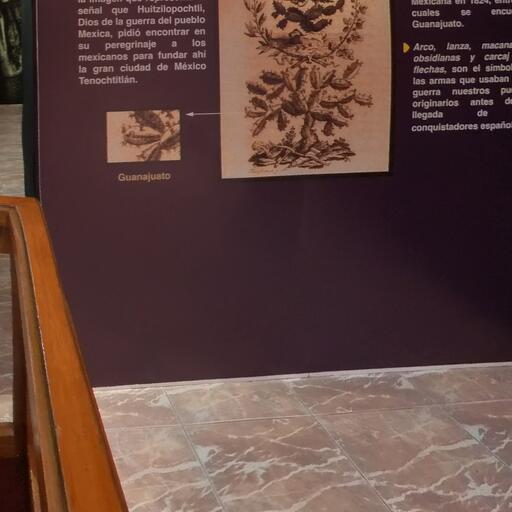 señal que Huitzilopochtli,
Dios de la guerra del pueblo
Mexica, pidió encontrar en
su peregrinaje a los
mexicanos para fundar ahí
la gran ciudad de México
Tenochtitlán.
Guanajuato
Mexicana en 1824, 
cuales se
Guanajuato.
Arco, lanza,
obsidianas y carcaj
flechas, son el
las armas que usaban
guerra nuestros
originarios antes
llegada de
conquistadores